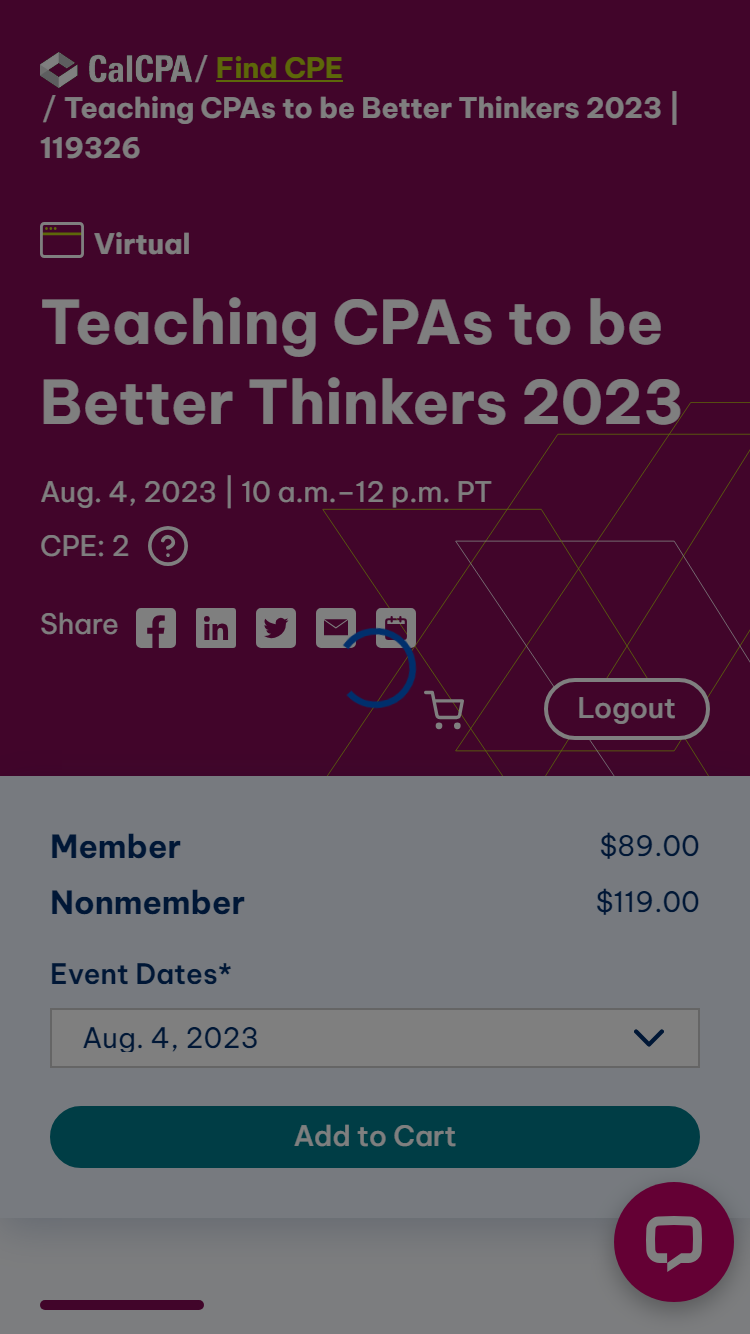 CalCPA / Find CPE
/ Teaching CPAs to be Better Thinkers 2023 |
119326
Virtual
Teaching CPAs to be
Better Thinkers 2023
Aug. 4, 2023 | 10 a.m.–12 p.m. PT
CPE: 2 ?
Share
Logout
Member $89.00
Nonmember $119.00
Event Dates*
Aug. 4, 2023
Add to Cart